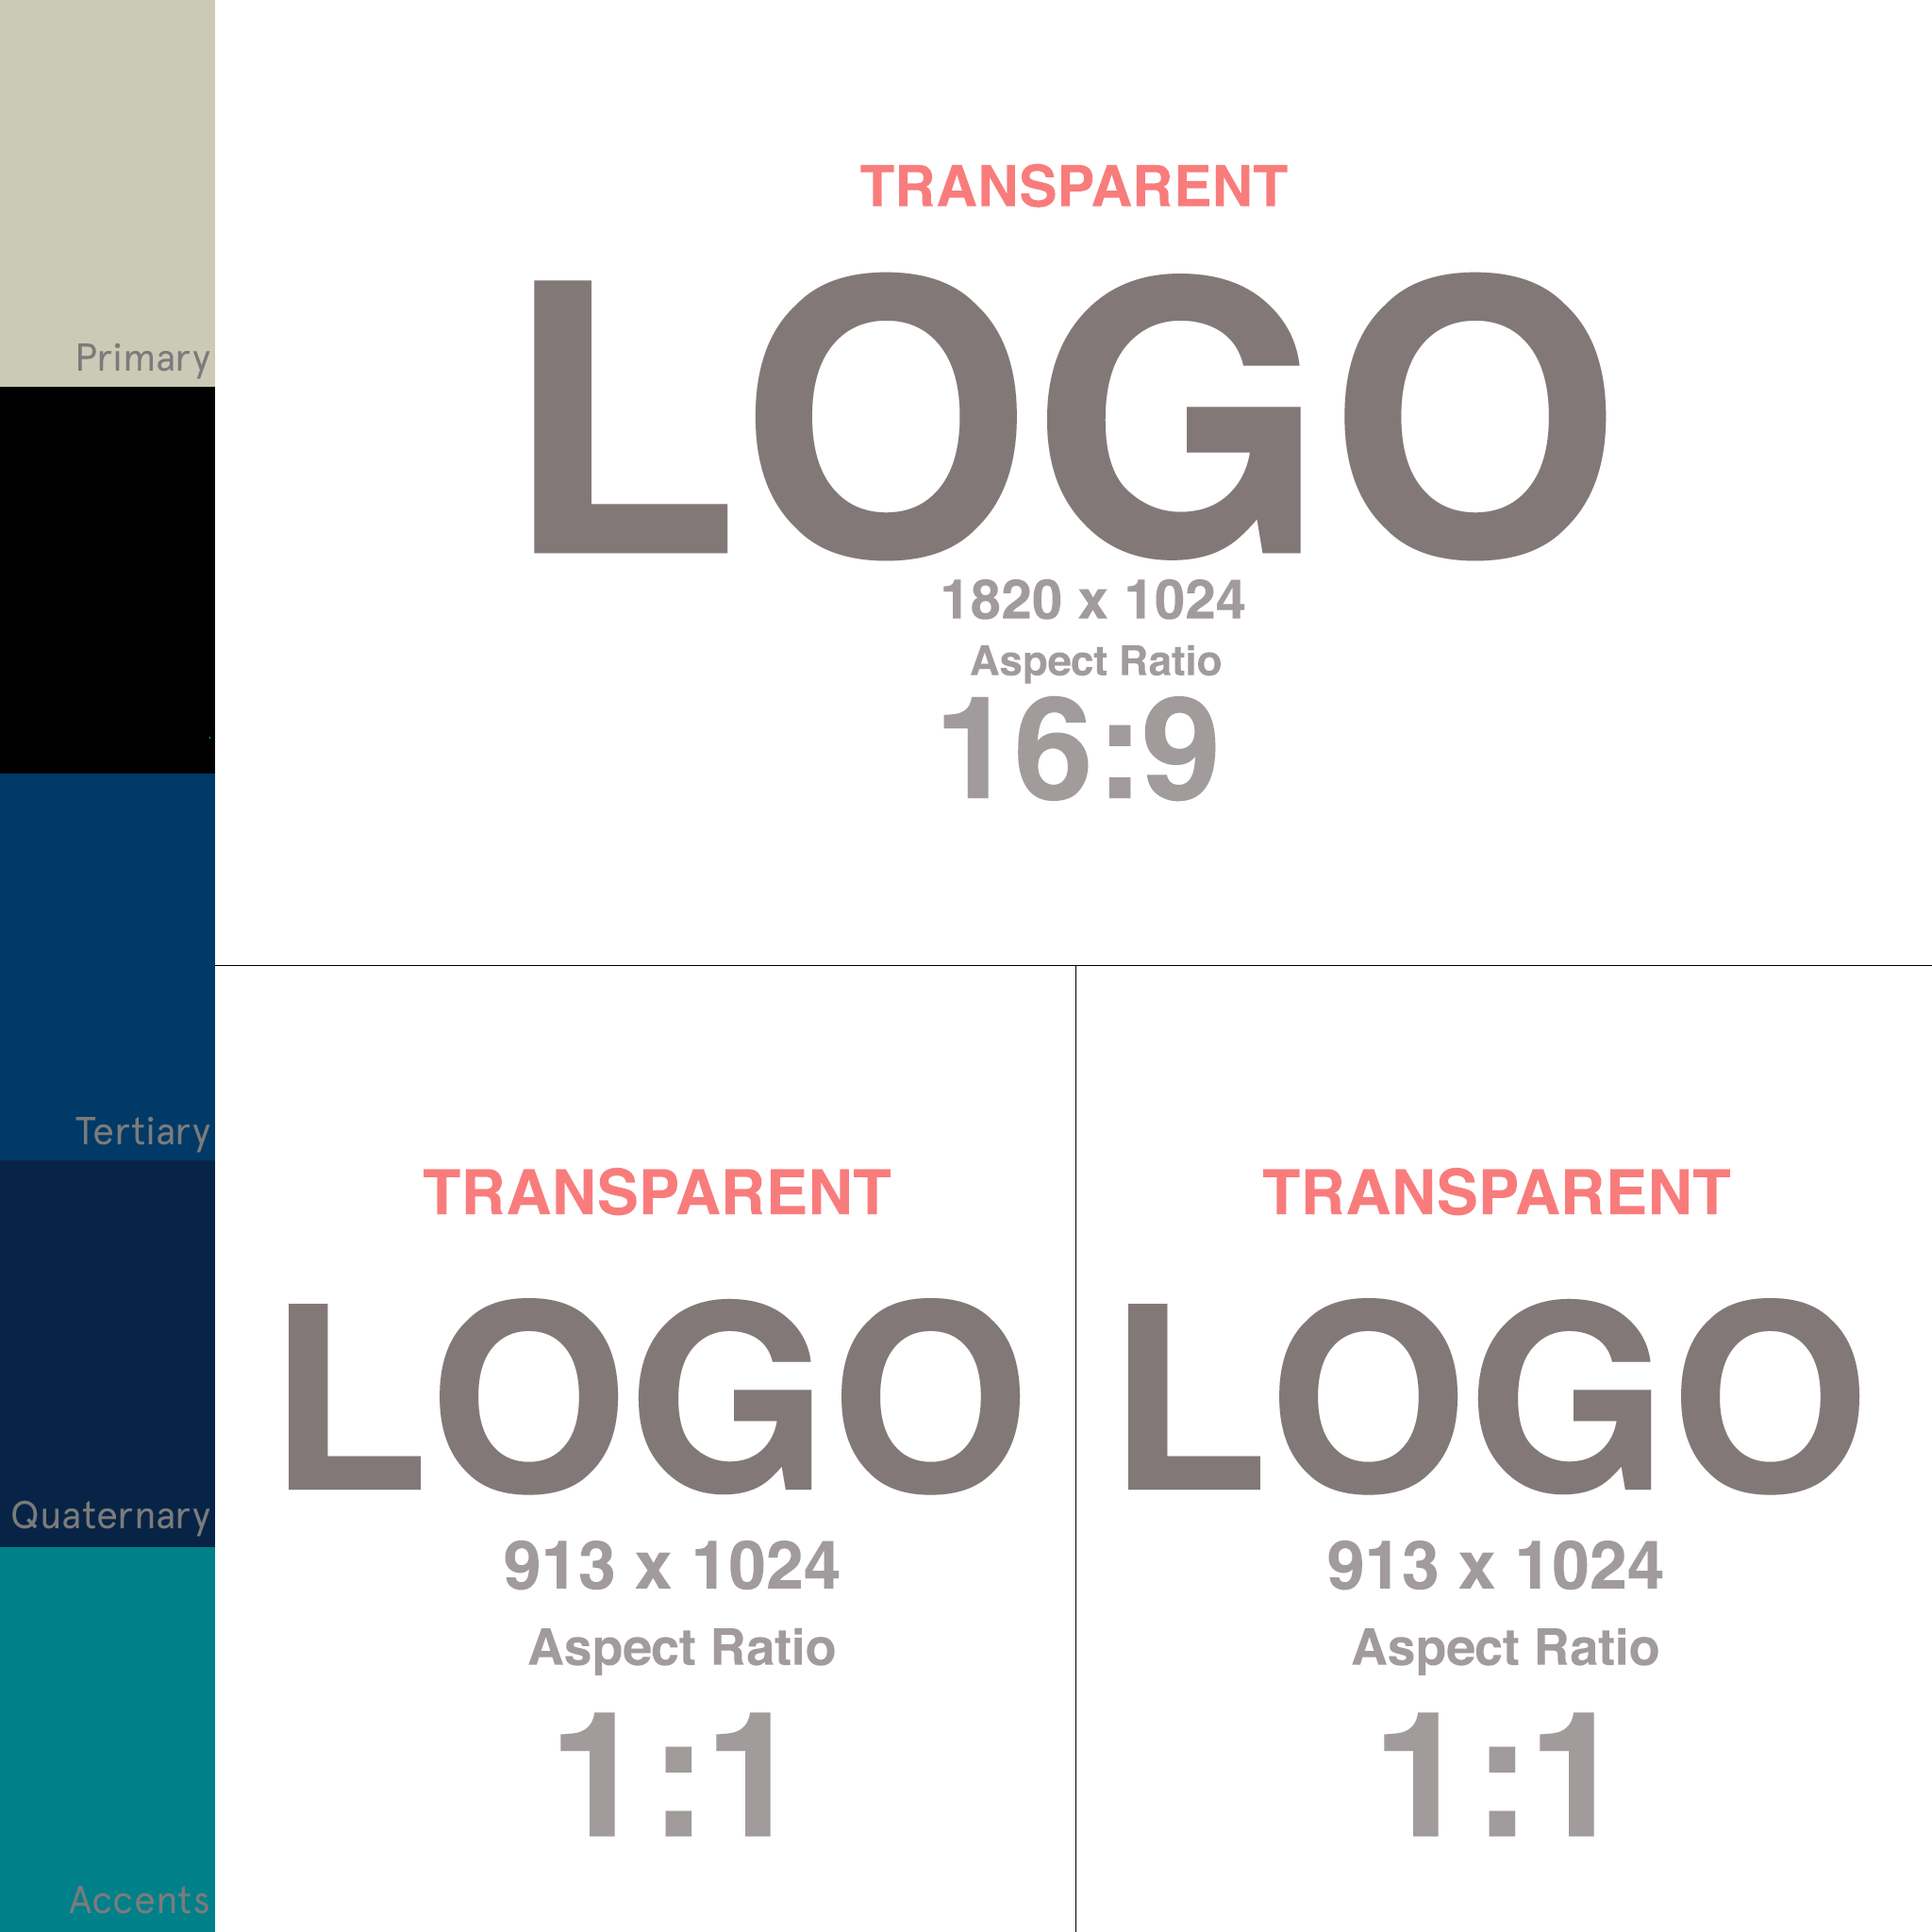 Primary
Tertiary
Quaternary
Accents
TRANSPARENT
LOGO
1820 x 1024
Aspect Ratio
16:9
TRANSPARENT
LOGO
913 x 1024
Aspect Ratio
1:1
TRANSPARENT
LOGO
913 x 1024
Aspect Ratio
1:1